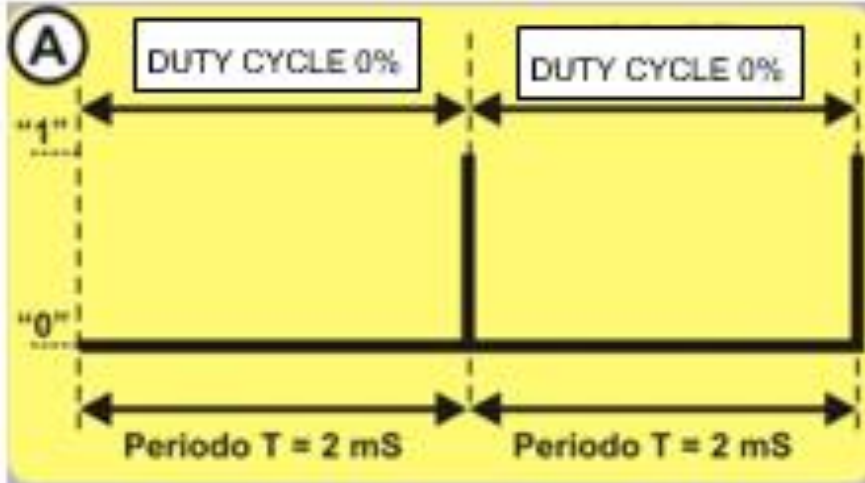 A
DUTY CYCLE 0%
DUTY CYCLE 0%
"1"
"0"
Periodo T = 2 mS
Periodo T = 2 mS